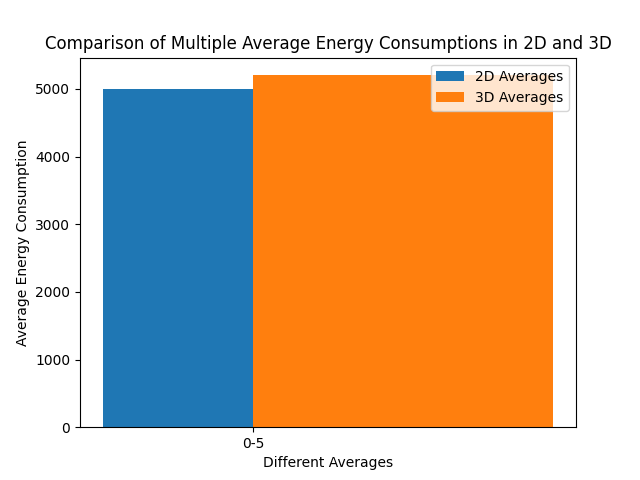 Comparison of Multiple Average Energy Consumptions in 2D and 3D
2D Averages
3D Averages
Average Energy Consumption
5000
4000
3000
2000
1000
0
0-5
Different Averages